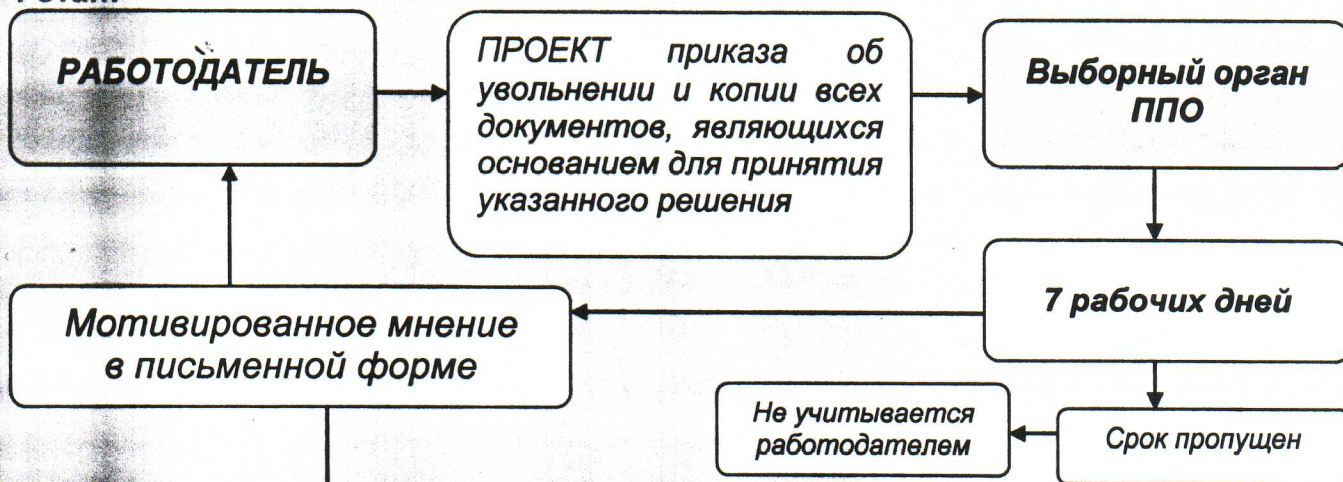 РАБОТОДАТЕЛЬ
ПРОЕКТ приказа об
увольнении и копии всех
документов, являющихся
основанием для принятия
указанного решения
Выборный орган
ППО
7 рабочих дней
Мотивированное мнение
в письменной форме
Не учитывается
работодателем
Срок пропущен